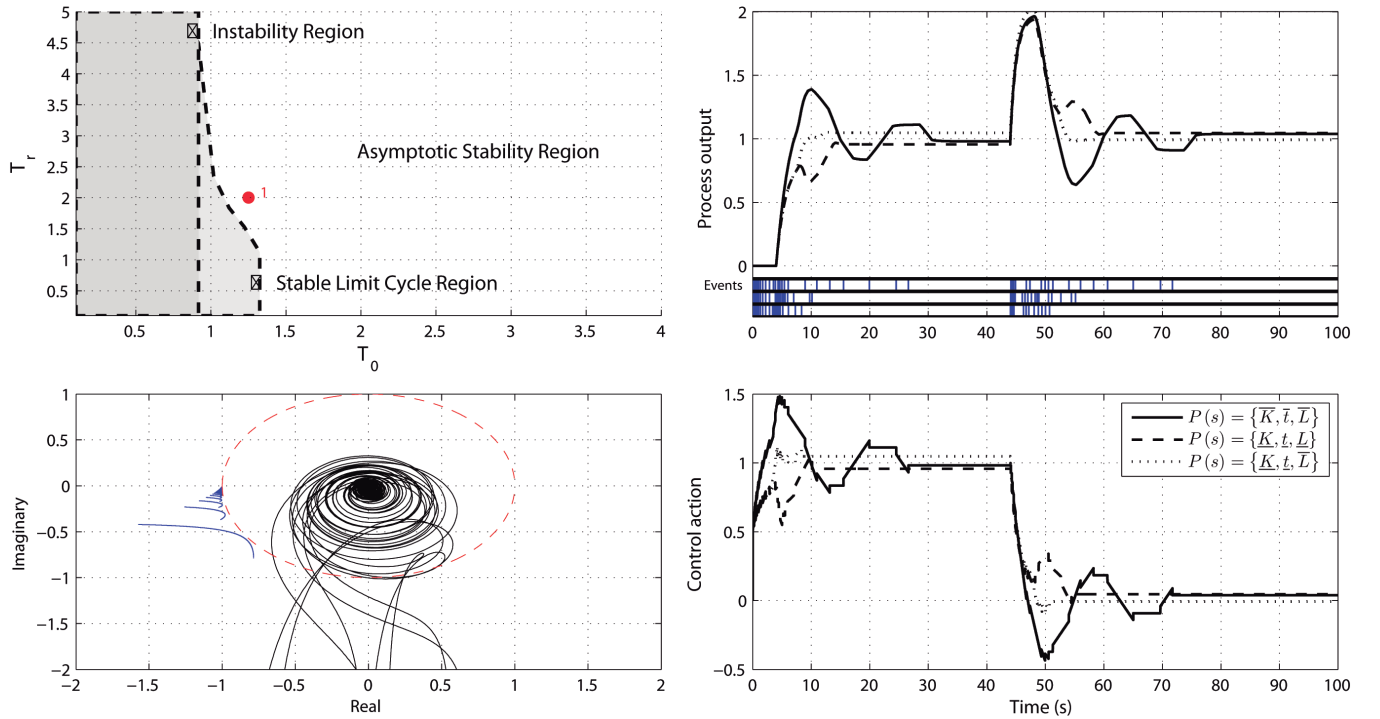 5
4.5
4
3.5
3
2.5
2
1.5
1
0.5
T_r
Instability Region
Asymptotic Stability Region
1
Stable Limit Cycle Region
0.5 1 1.5 2 2.5 3 3.5 4
T_0
2
1.5
1
0.5
0
Process output
Events
0 10 20 30 40 50 60 70 80 90 100
1
0.5
0
−0.5
−1
−1.5
−2
Imaginary
−2 −1.5 −1 −0.5 0 0.5 1 1.5 2
Real
1.5
1
0.5
0
−0.5
Control action
P(s) = {K̅, t̅, L̅}
P(s) = {K̲, t̲, L̲}
P(s) = {K̲, t̲, L̅}
0 10 20 30 40 50 60 70 80 90 100
Time (s)